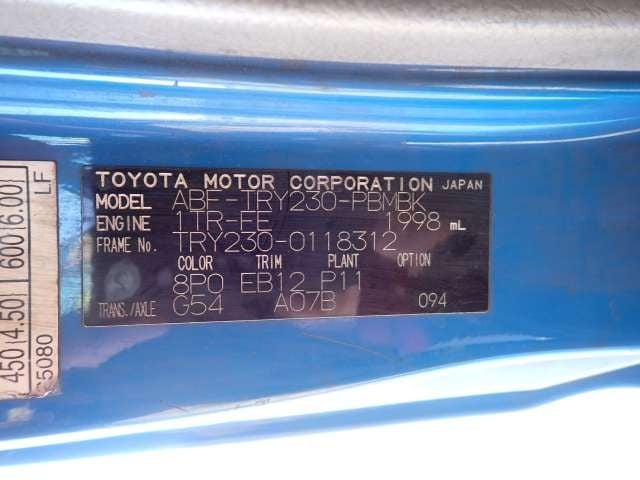 TOYOTA MOTOR CORPORATION JAPAN
MODEL ABF-TRY230-PBMBK
ENGINE 1TR-FE 1998 mL
FRAME No. TRY230-0118312
COLOR TRIM PLANT OPTION
8P0 EB12 P11
TRANS./AXLE G54 A07B 094
450(4.50) 600(6.00)
5080 LF